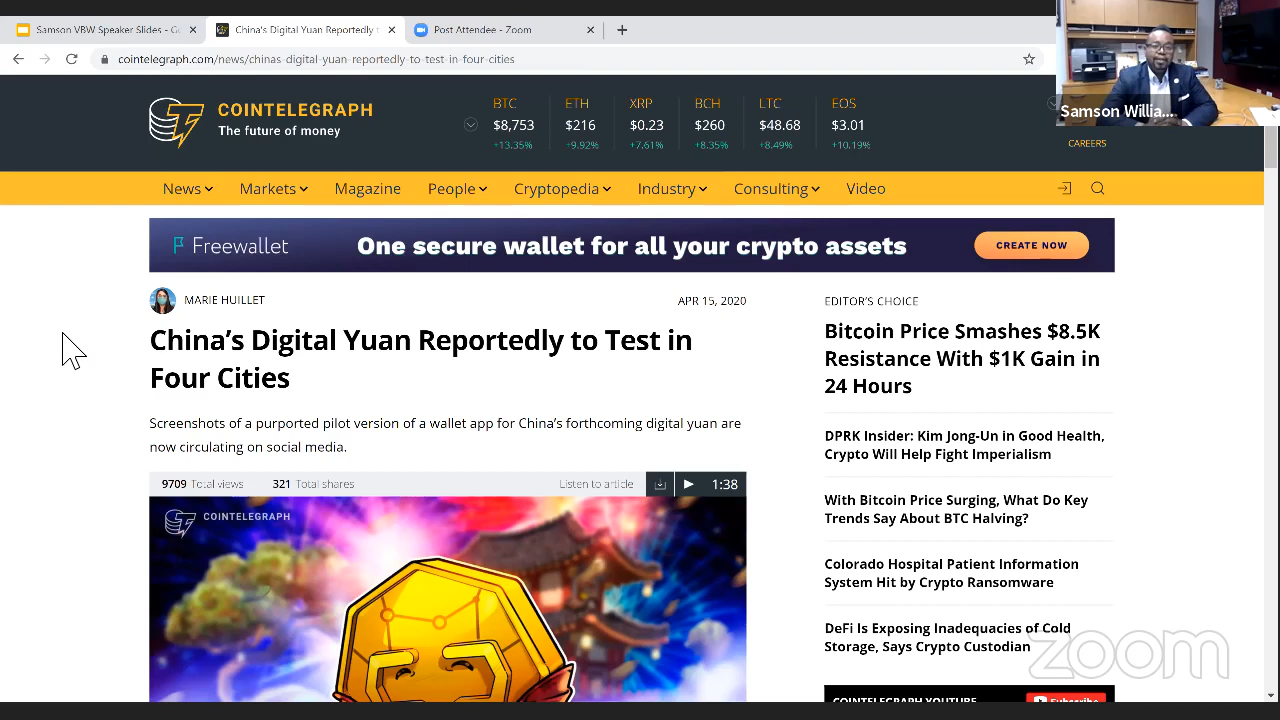 Samson VBW Speaker Slides - Go
China's Digital Yuan Reportedly
Post Attendee - Zoom
cointelegraph.com/news/chinas-digital-yuan-reportedly-to-test-in-four-cities
Samson Willia...
COINTELEGRAPH
The future of money
BTC ETH XRP BCH LTC EOS
$8,753 $216 $0.23 $260 $48.68 $3.01
+13.35% +9.92% +7.61% +8.35% +8.49% +10.19%
CAREERS
News Markets Magazine People Cryptopedia Industry Consulting Video
Freewallet One secure wallet for all your crypto assets CREATE NOW
MARIE HUILLET APR 15, 2020
China's Digital Yuan Reportedly to Test in
Four Cities
Screenshots of a purported pilot version of a wallet app for China's forthcoming digital yuan are
now circulating on social media.
9709 Total views 321 Total shares Listen to article 1:38
COINTELEGRAPH
EDITOR'S CHOICE
Bitcoin Price Smashes $8.5K
Resistance With $1K Gain in
24 Hours
DPRK Insider: Kim Jong-Un in Good Health,
Crypto Will Help Fight Imperialism
With Bitcoin Price Surging, What Do Key
Trends Say About BTC Halving?
Colorado Hospital Patient Information
System Hit by Crypto Ransomware
DeFi Is Exposing Inadequacies of Cold
Storage, Says Crypto Custodian
zoom
COINTELEGRAPH YOUTUBE Subscribe